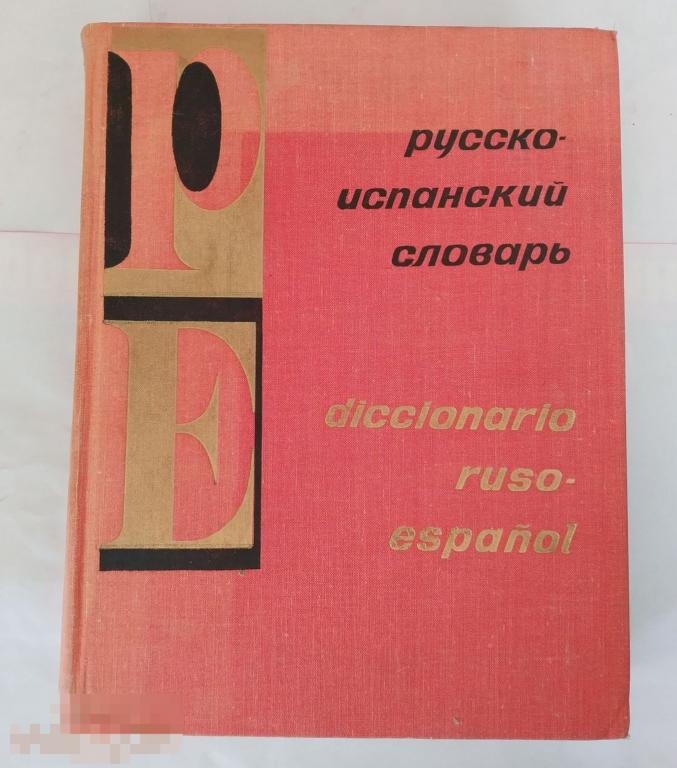 р
Е
русско-
испанский
словарь
diccionario
ruso-
español